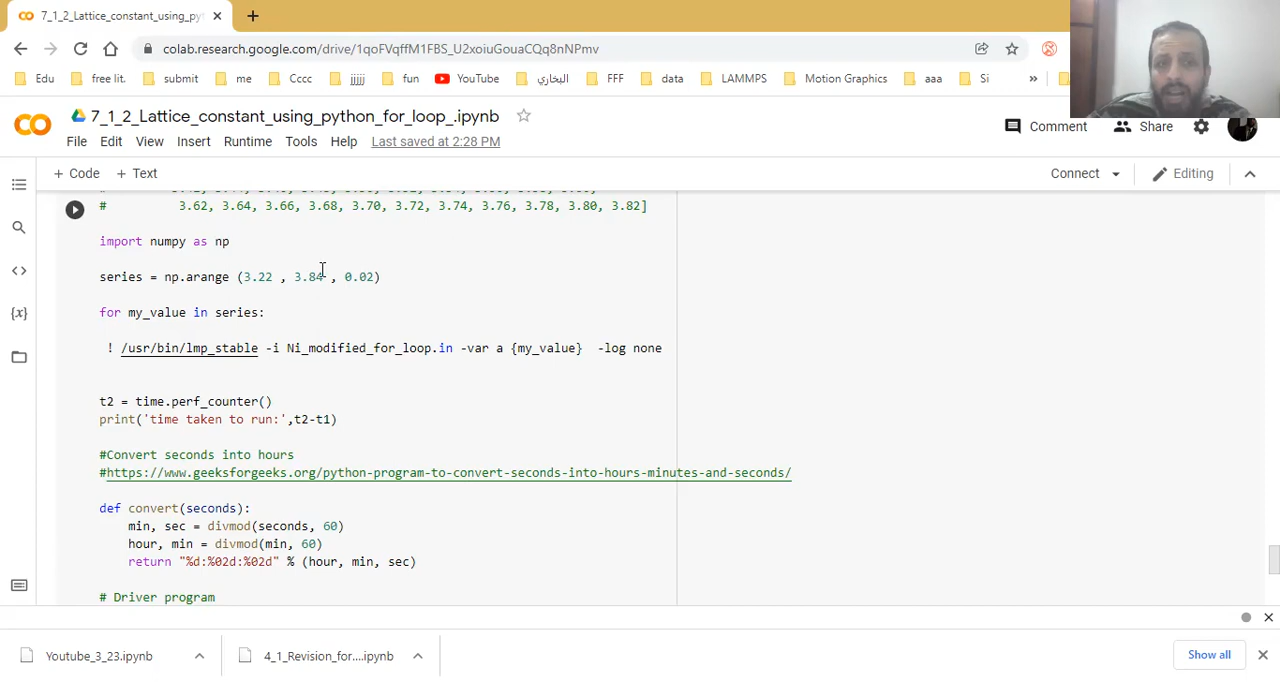 7_1_2_Lattice_constant_using_py
colab.research.google.com/drive/1qoFVqffM1FBS_U2xoiuGouaCQq8nNPmv
Edu free lit. submit me Cccc jjjjj fun YouTube البخاري FFF data LAMMPS Motion Graphics aaa Si »
7_1_2_Lattice_constant_using_python_for_loop_.ipynb
Comment Share
File Edit View Insert Runtime Tools Help Last saved at 2:28 PM
+ Code + Text Connect Editing
# 3.62, 3.64, 3.66, 3.68, 3.70, 3.72, 3.74, 3.76, 3.78, 3.80, 3.82]
import numpy as np
series = np.arange (3.22 , 3.84 , 0.02)
for my_value in series:
! /usr/bin/lmp_stable -i Ni_modified_for_loop.in -var a {my_value} -log none
t2 = time.perf_counter()
print('time taken to run:',t2-t1)
#Convert seconds into hours
#https://www.geeksforgeeks.org/python-program-to-convert-seconds-into-hours-minutes-and-seconds/
def convert(seconds):
min, sec = divmod(seconds, 60)
hour, min = divmod(min, 60)
return "%d:%02d:%02d" % (hour, min, sec)
# Driver program
Youtube_3_23.ipynb 4_1_Revision_for....ipynb Show all